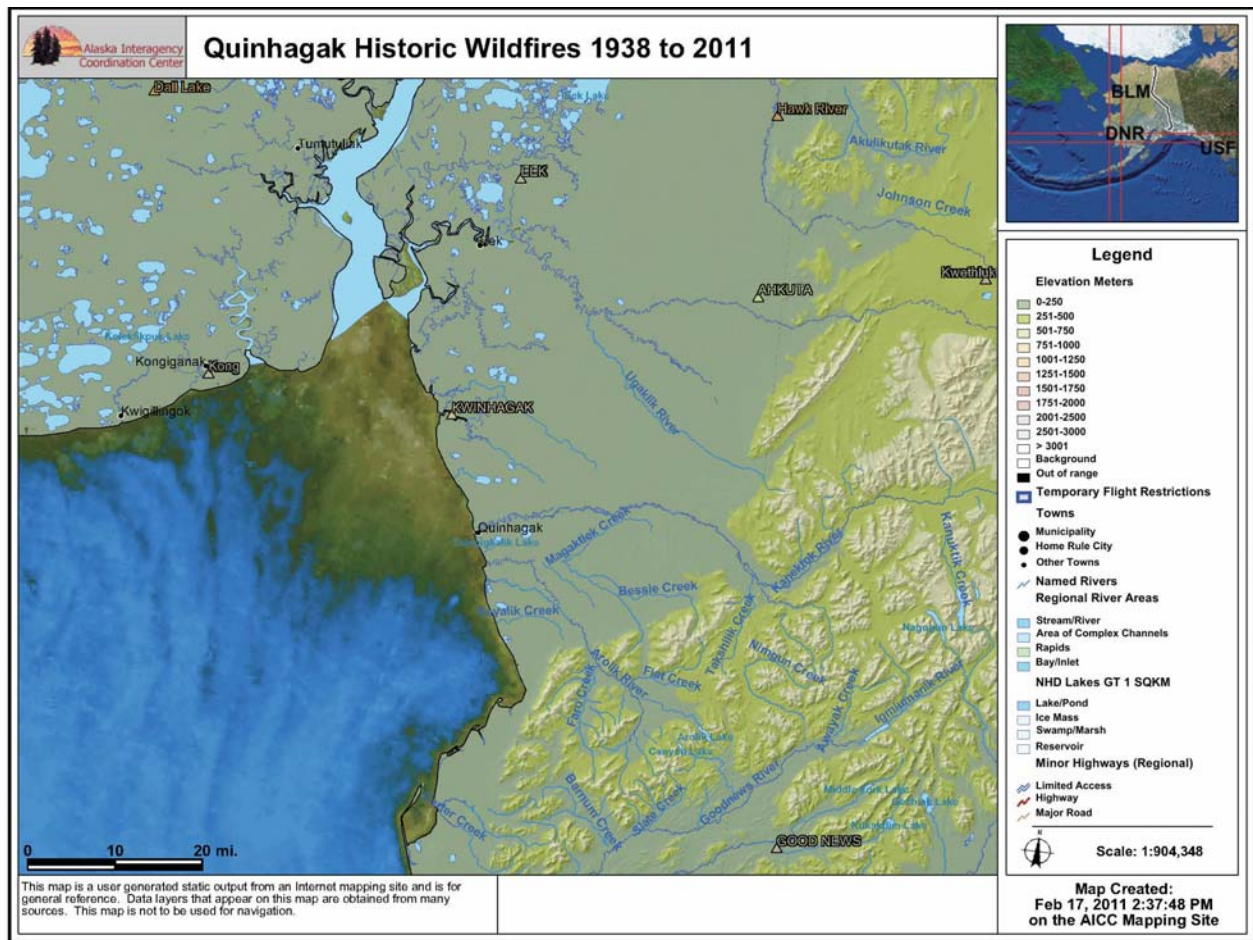 Alaska Interagency
Coordination Center
Quinhagak Historic Wildfires 1938 to 2011
Dall Lake
Hawk River
Tumutuliak
Akulikutak River
EEK
Johnson Creek
Eek
Kwethluk
AHKUTA
Kongiganak
Kong
Ugaklik River
Kwigillingok
KWINHAGAK
Quinhagak
Magaktlek Creek
Kanektok River
Kanuktik Creek
Bessie Creek
Takshilik Creek
Nimgun Creek
Arolik River
Flat Creek
Faro Creek
Awayak Creek
Igmiumanik River
Arolik Lake
Canyon Lake
Goodnews River
Barnum Creek
Slate Creek
Middle Fork Lake
GOOD NEWS
0 10 20 mi.
BLM
DNR
USF
Legend
Elevation Meters
0-250
251-500
501-750
751-1000
1001-1250
1251-1500
1501-1750
1751-2000
2001-2500
2501-3000
> 3001
Background
Out of range
Temporary Flight Restrictions
Towns
Municipality
Home Rule City
Other Towns
Named Rivers
Regional River Areas
Stream/River
Area of Complex Channels
Rapids
Bay/Inlet
NHD Lakes GT 1 SQKM
Lake/Pond
Ice Mass
Swamp/Marsh
Reservoir
Minor Highways (Regional)
Limited Access
Highway
Major Road
N
Scale: 1:904,348
Map Created:
Feb 17, 2011 2:37:48 PM
on the AICC Mapping Site
This map is a user generated static output from an Internet mapping site and is for
general reference. Data layers that appear on this map are obtained from many
sources. This map is not to be used for navigation.